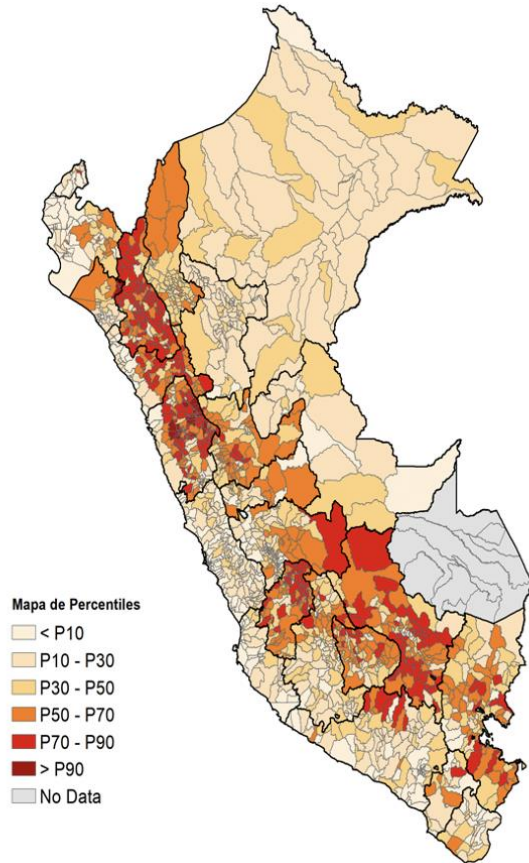 Mapa de Percentiles
< P10
P10 - P30
P30 - P50
P50 - P70
P70 - P90
> P90
No Data